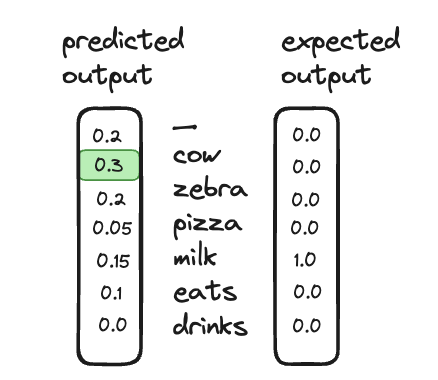 predicted output
expected output
0.2 — 0.0
0.3 cow 0.0
0.2 zebra 0.0
0.05 pizza 0.0
0.15 milk 1.0
0.1 eats 0.0
0.0 drinks 0.0